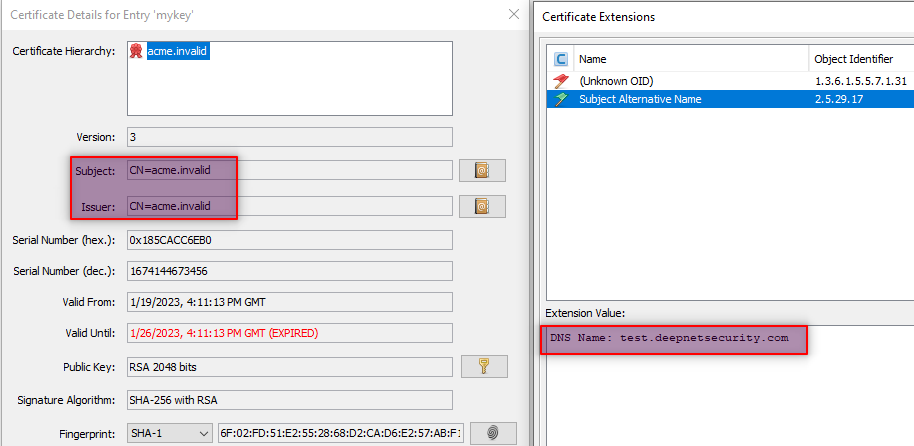 Certificate Details for Entry 'mykey'
Certificate Hierarchy:
acme.invalid
Version:
3
Subject:
CN=acme.invalid
Issuer:
CN=acme.invalid
Serial Number (hex.):
0x185CACC6EB0
Serial Number (dec.):
1674144673456
Valid From:
1/19/2023, 4:11:13 PM GMT
Valid Until:
1/26/2023, 4:11:13 PM GMT (EXPIRED)
Public Key:
RSA 2048 bits
Signature Algorithm:
SHA-256 with RSA
Fingerprint:
SHA-1
6F:02:FD:51:E2:55:28:68:D2:CA:D6:E2:57:AB:F1
Certificate Extensions
C Name Object Identifier
(Unknown OID) 1.3.6.1.5.5.7.1.31
Subject Alternative Name 2.5.29.17
Extension Value:
DNS Name: test.deepnetsecurity.com